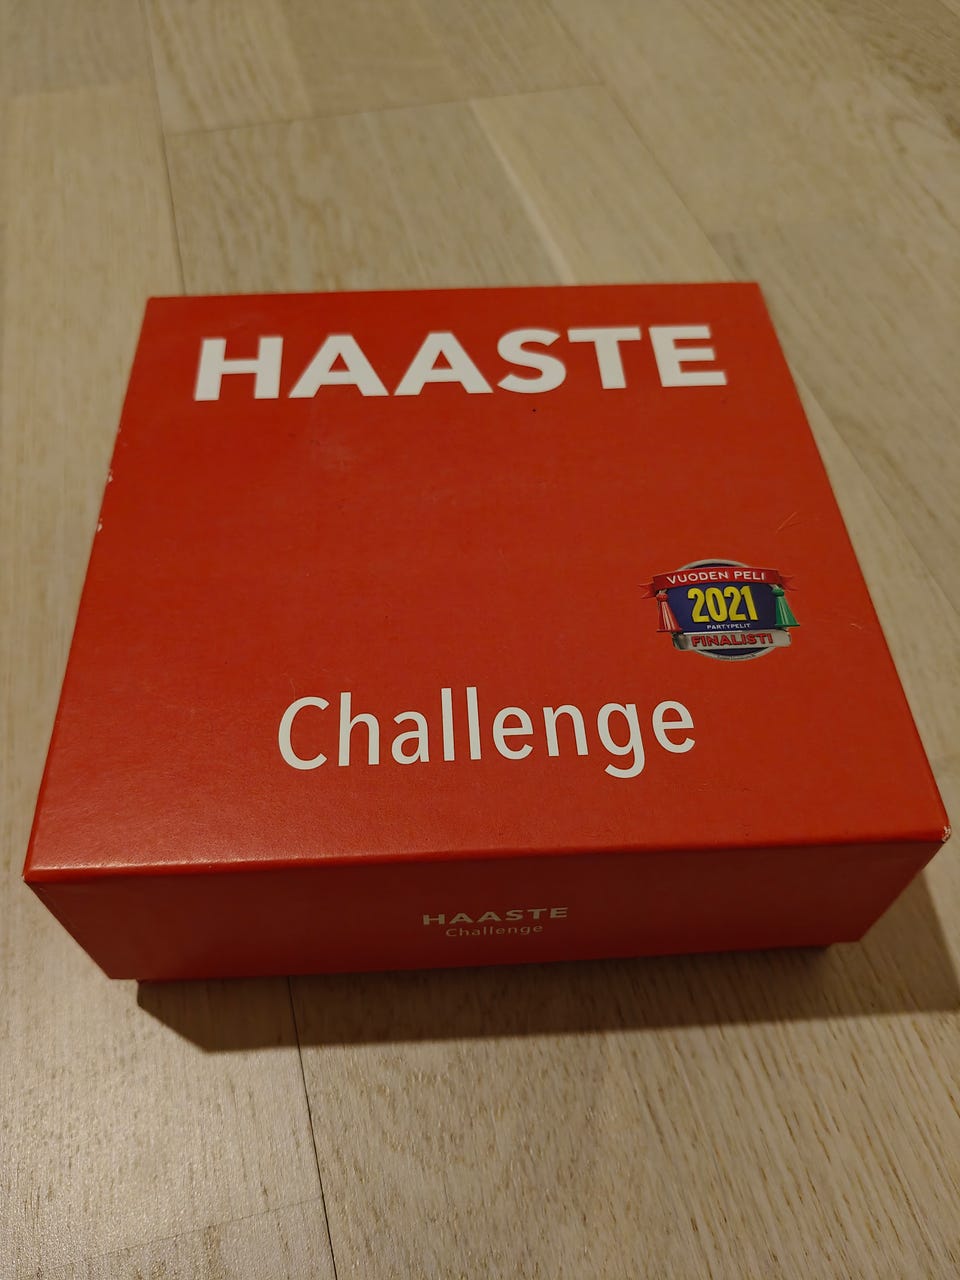 HAASTE
VUODEN PELI
2021
PARTYPELIT
FINALISTI
Challenge
HAASTE
Challenge